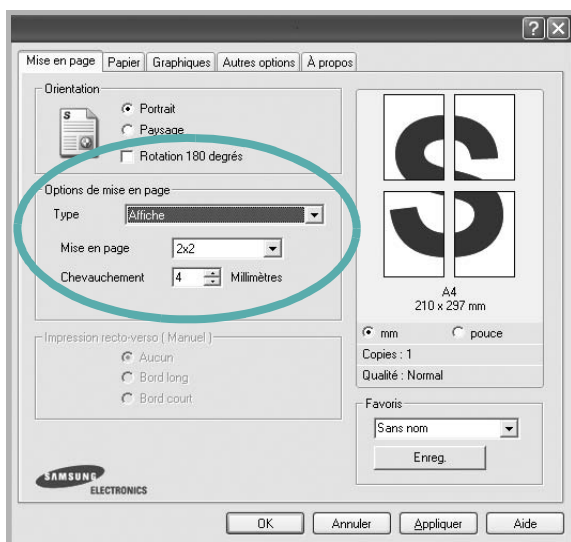 Mise en page Papier Graphiques Autres options À propos
Orientation
S
Portrait
Paysage
Rotation 180 degrés
Options de mise en page
Type Affiche
Mise en page 2x2
Chevauchement 4 Millimètres
Impression recto-verso ( Manuel )
Aucun
Bord long
Bord court
SAMSUNG
ELECTRONICS
S
A4
210 x 297 mm
mm pouce
Copies : 1
Qualité : Normal
Favoris
Sans nom
Enreg.
OK Annuler Appliquer Aide